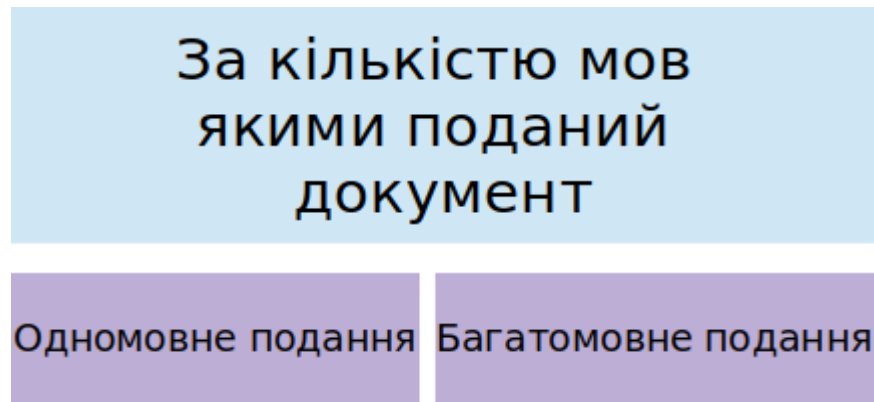 За кількістю мов
якими поданий
документ
Одномовне подання
Багатомовне подання